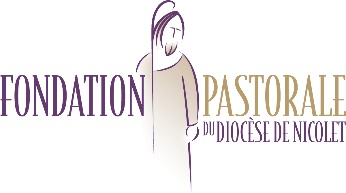 FONDATION PASTORALE
DU DIOCÈSE DE NICOLET